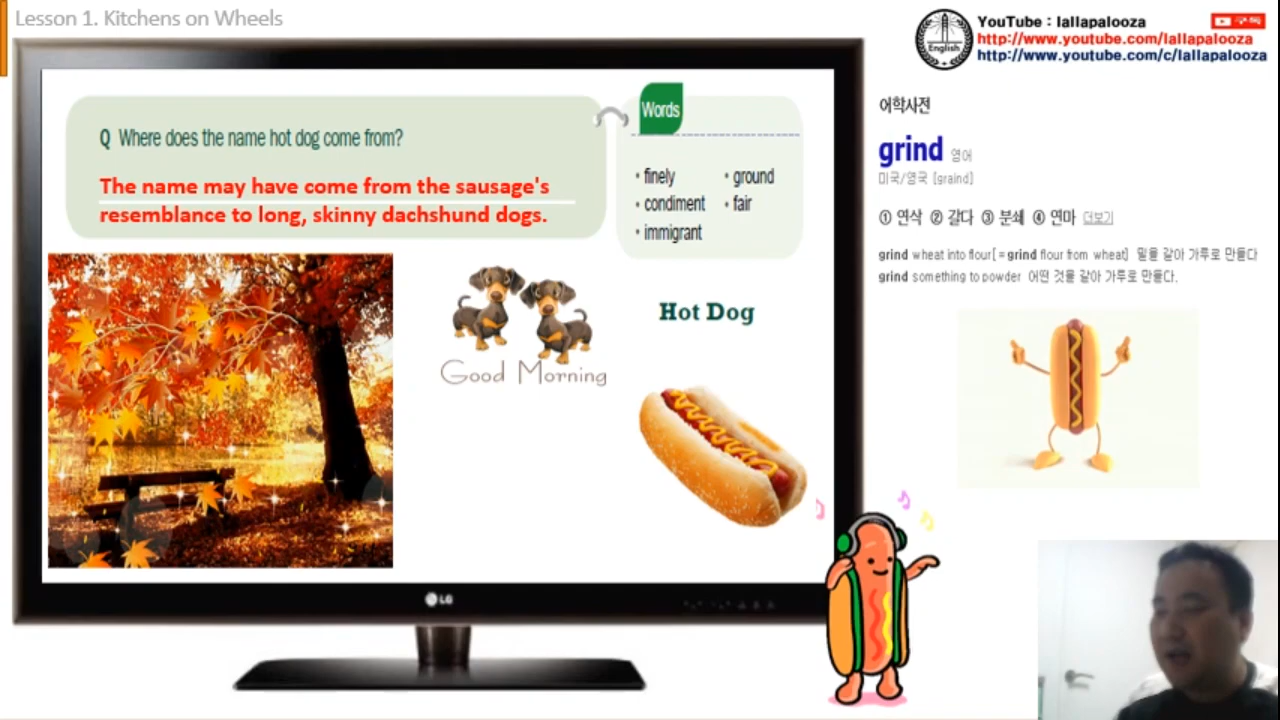 Lesson 1. Kitchens on Wheels
English
YouTube : lallapalooza
구독
http://www.youtube.com/lallapalooza
http://www.youtube.com/c/lallapalooza
Q Where does the name hot dog come from?
The name may have come from the sausage's
resemblance to long, skinny dachshund dogs.
Words
• finely
• ground
• condiment
• fair
• immigrant
Good Morning
Hot Dog
LG
어학사전
grind 영어
미국/영국 [graind]
① 연삭 ② 갈다 ③ 분쇄 ④ 연마 더보기
grind wheat into flour[=grind flour from wheat] 밀을 갈아 가루로 만들다
grind something to powder 어떤 것을 갈아 가루로 만들다.